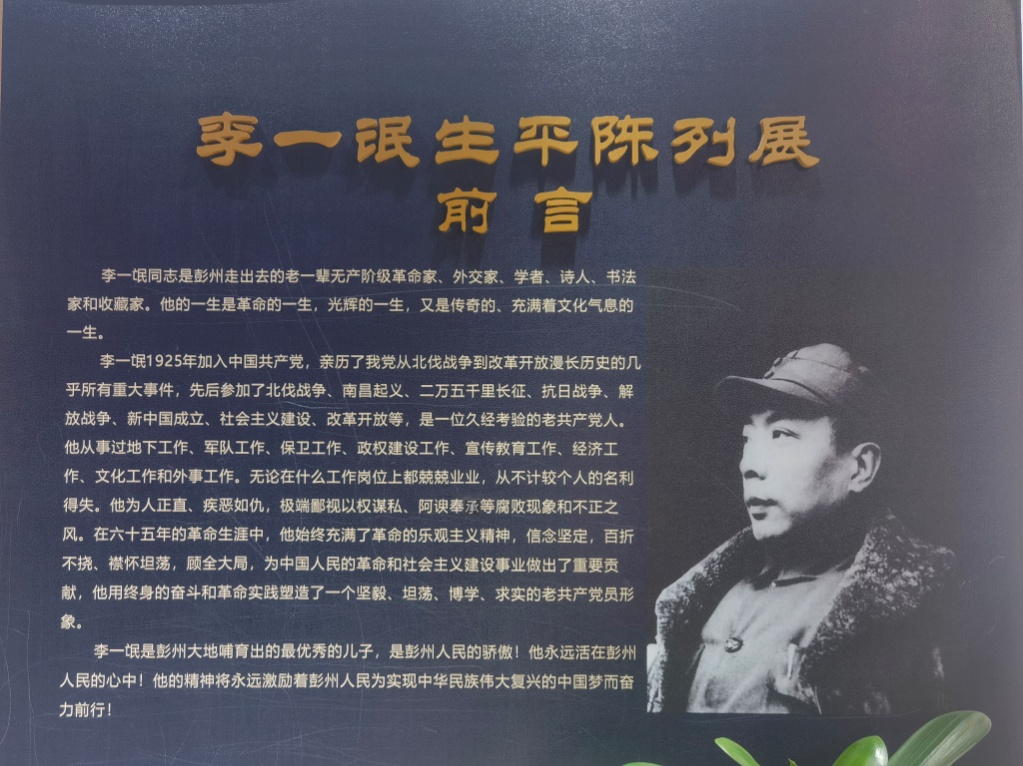 李一氓生平陈列展
前言
李一氓同志是彭州走出去的老一辈无产阶级革命家、外交家、学者、诗人、书法
家和收藏家。他的一生是革命的一生，光辉的一生，又是传奇的、充满着文化气息的
一生。
李一氓1925年加入中国共产党，亲历了我党从北伐战争到改革开放漫长历史的几
乎所有重大事件，先后参加了北伐战争、南昌起义、二万五千里长征、抗日战争、解
放战争、新中国成立、社会主义建设、改革开放等，是一位久经考验的老共产党人。
他从事过地下工作、军队工作、保卫工作、政权建设工作、宣传教育工作、经济工
作、文化工作和外事工作。无论在什么工作岗位上都兢兢业业，从不计较个人的名利
得失。他为人正直、疾恶如仇，极端鄙视以权谋私、阿谀奉承等腐败现象和不正之
风。在六十五年的革命生涯中，他始终充满了革命的乐观主义精神，信念坚定，百折
不挠、襟怀坦荡，顾全大局，为中国人民的革命和社会主义建设事业做出了重要贡
献，他用终身的奋斗和革命实践塑造了一个坚毅、坦荡、博学、求实的老共产党员形
象。
李一氓是彭州大地哺育出的最优秀的儿子，是彭州人民的骄傲！他永远活在彭州
人民的心中！他的精神将永远激励着彭州人民为实现中华民族伟大复兴的中国梦而奋
力前行！